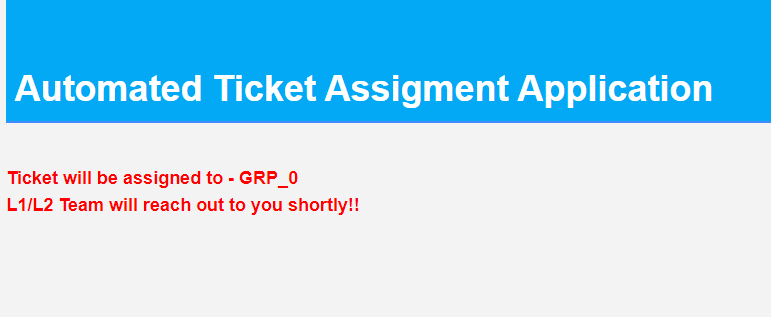 Automated Ticket Assigment Application
Ticket will be assigned to - GRP_0
L1/L2 Team will reach out to you shortly!!